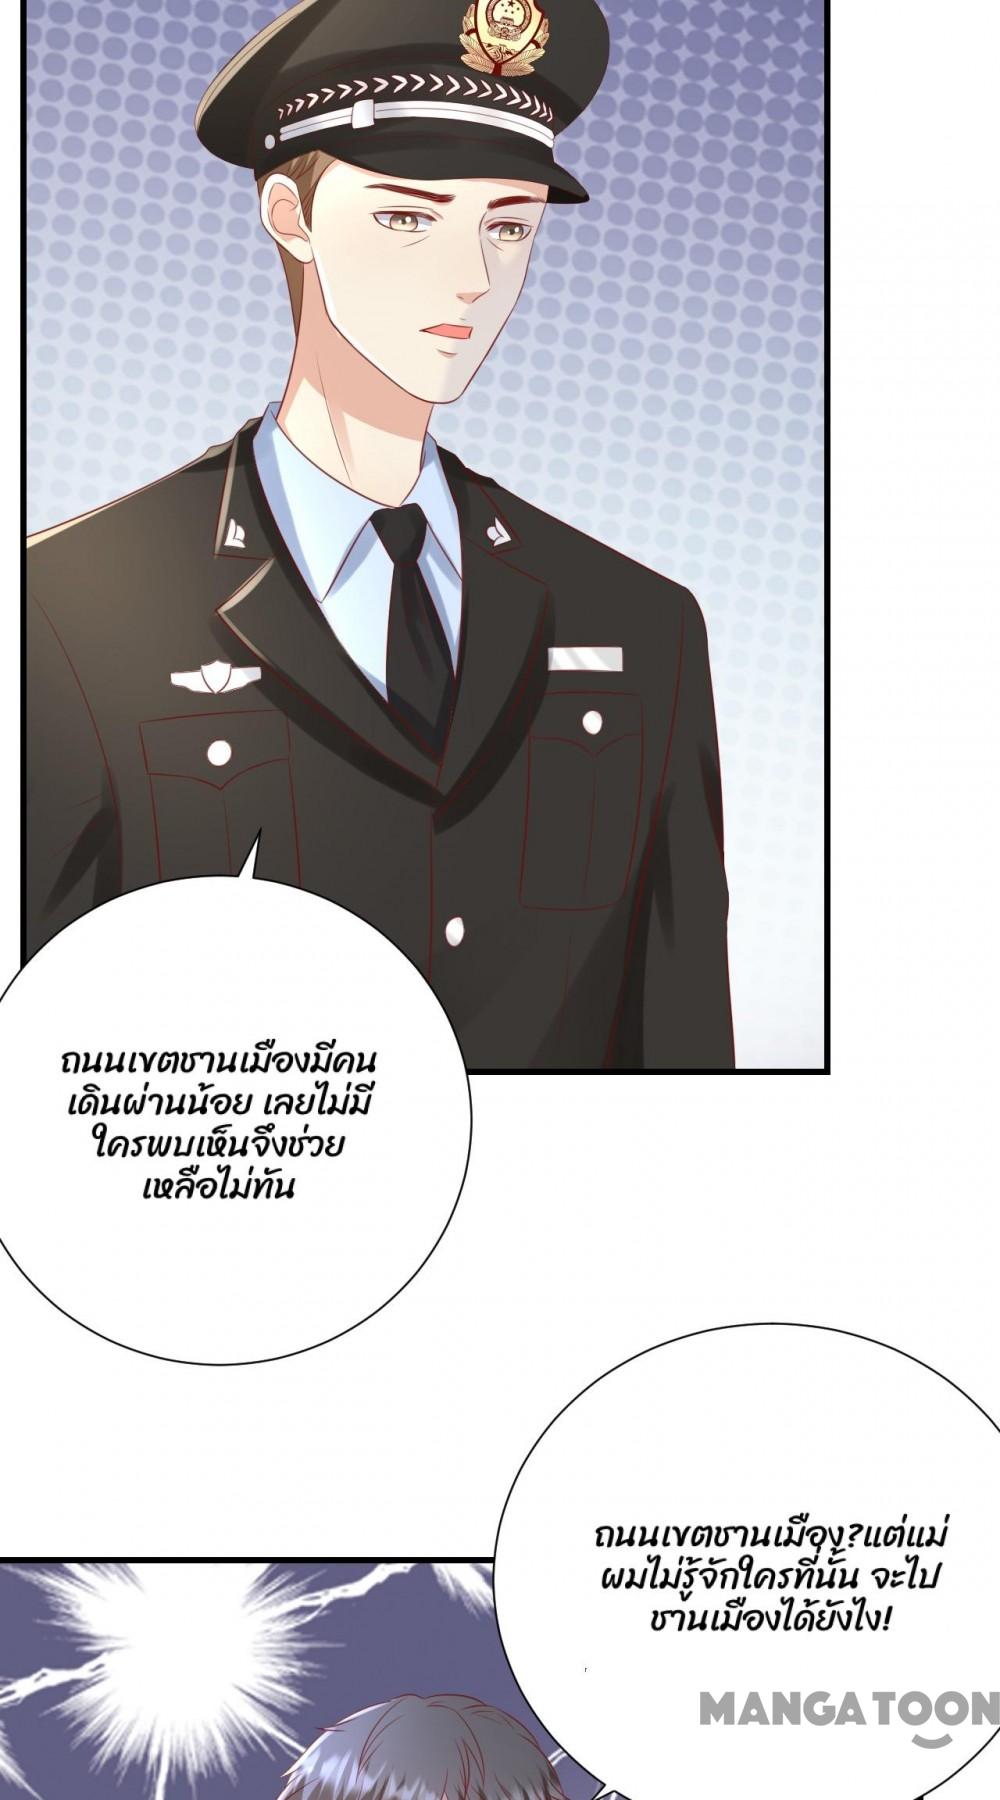 ถนนเขตชานเมืองมีคน
เดินผ่านน้อย เลยไม่มี
ใครพบเห็นจึงช่วย
เหลือไม่ทัน
ถนนเขตชานเมือง?แต่แม่
ผมไม่รู้จักใครที่นั้น จะไป
ชานเมืองได้ยังไง!
MANGATOON